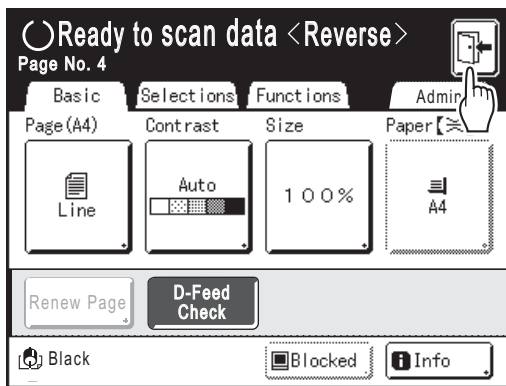 Ready to scan data <Reverse>
Page No. 4
Basic Selections Functions Admin
Page(A4) Contrast Size Paper【
Line
Auto
100%
A4
Renew Page
D-Feed
Check
Black
Blocked
Info